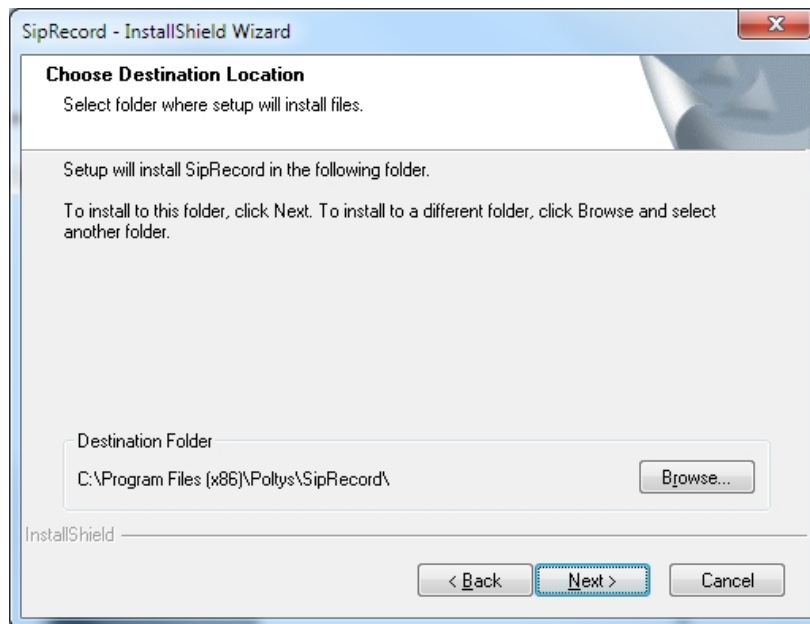 SipRecord - InstallShield Wizard
Choose Destination Location
Select folder where setup will install files.
Setup will install SipRecord in the following folder.
To install to this folder, click Next. To install to a different folder, click Browse and select
another folder.
Destination Folder
C:\Program Files (x86)\Poltys\SipRecord\
Browse...
InstallShield
< Back
Next >
Cancel